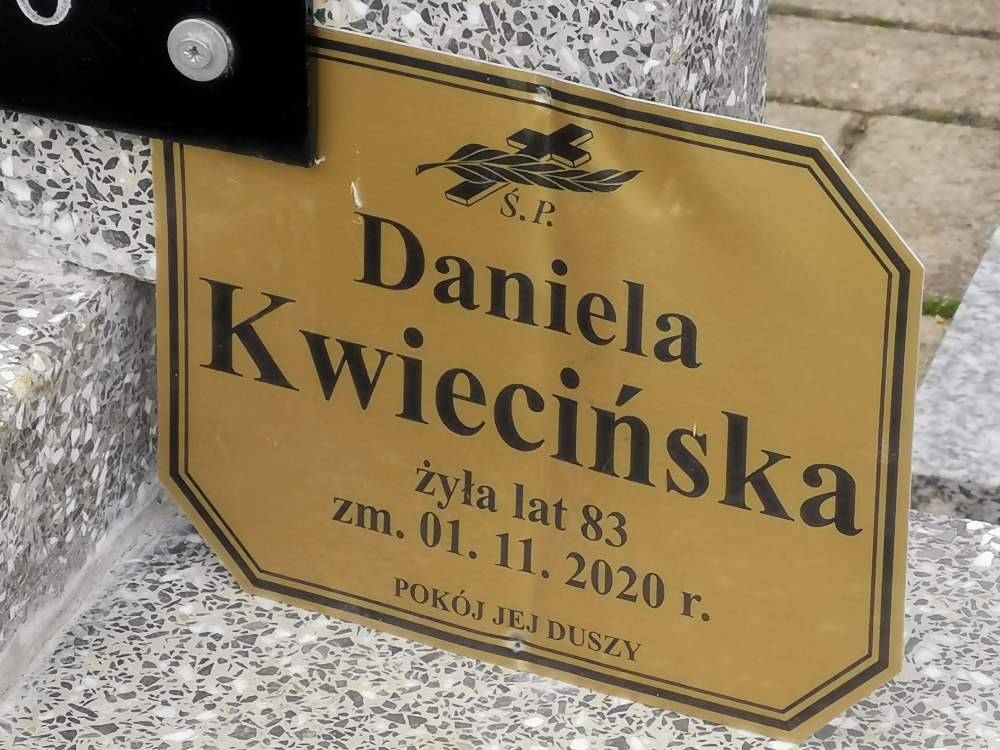 Ś.P.
Daniela
Kwiecińska
żyła lat 83
zm. 01. 11. 2020 r.
POKÓJ JEJ DUSZY